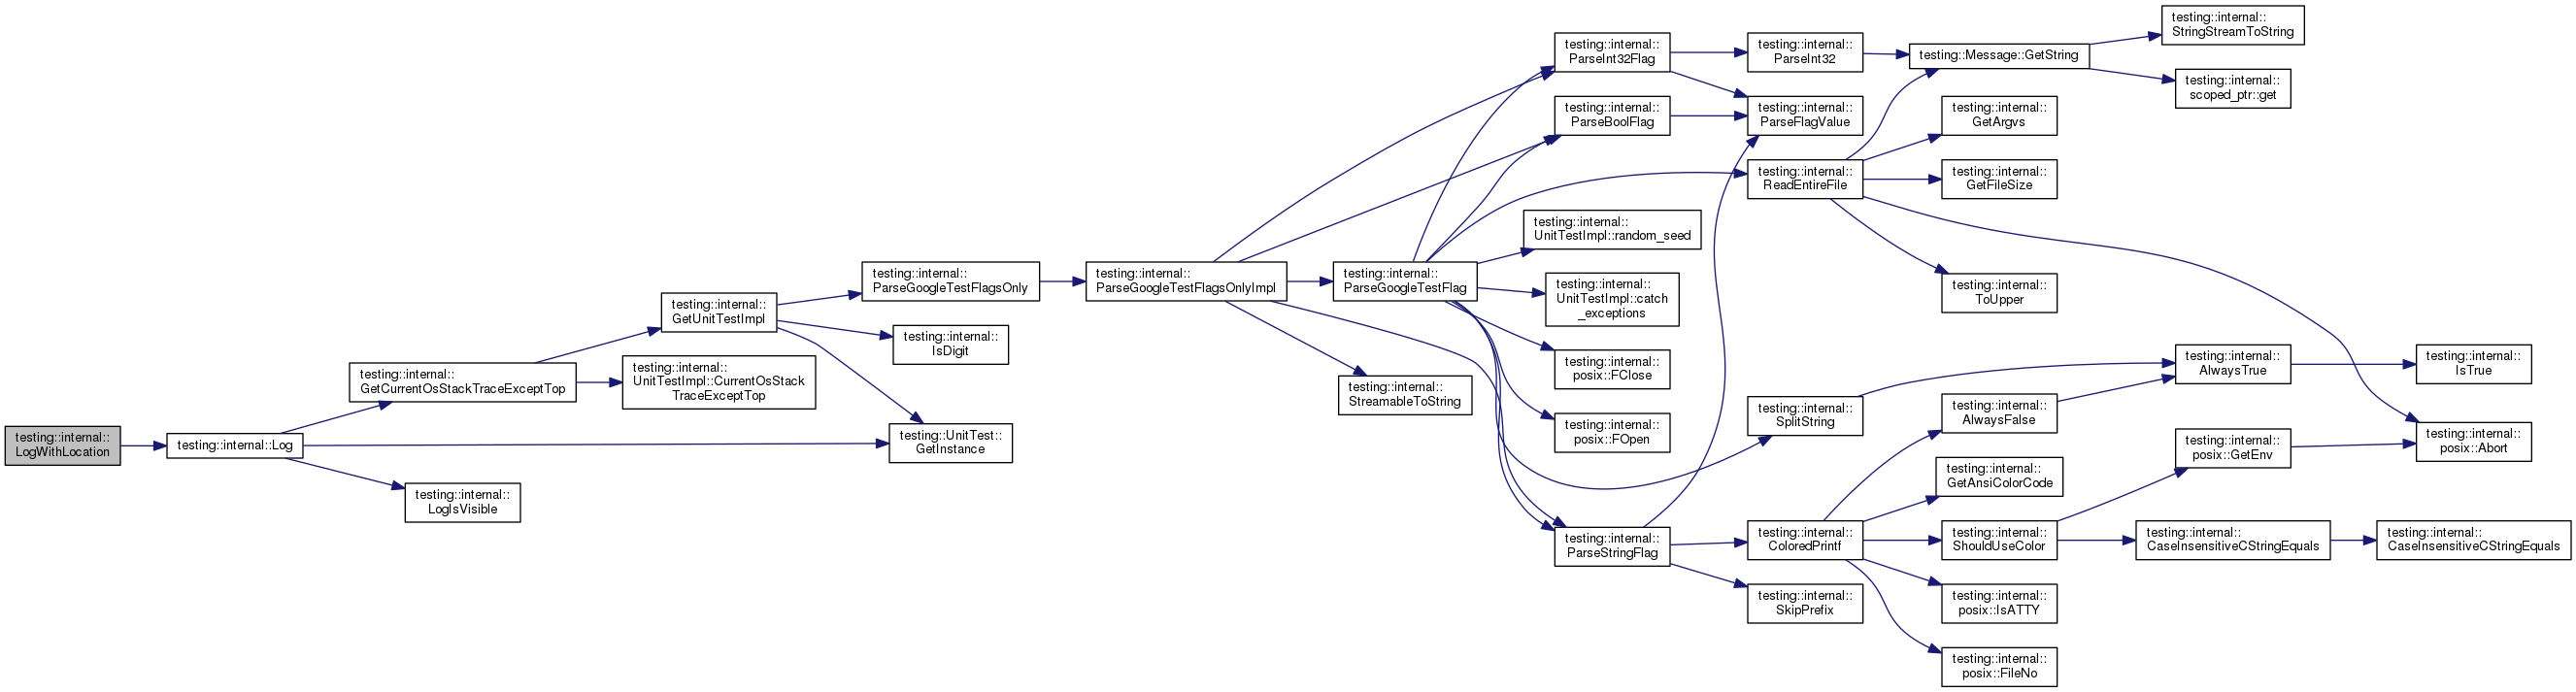 testing::internal::
LogWithLocation
testing::internal::Log
testing::internal::
GetCurrentOsStackTraceExceptTop
testing::internal::
LogIsVisible
testing::internal::
GetUnitTestImpl
testing::internal::
UnitTestImpl::CurrentOsStack
TraceExceptTop
testing::internal::
ParseGoogleTestFlagsOnly
testing::internal::
IsDigit
testing::UnitTest::
GetInstance
testing::internal::
ParseGoogleTestFlagsOnlyImpl
testing::internal::
ParseGoogleTestFlag
testing::internal::
StreamableToString
testing::internal::
ParseInt32Flag
testing::internal::
ParseBoolFlag
testing::internal::
UnitTestImpl::random_seed
testing::internal::
UnitTestImpl::catch
_exceptions
testing::internal::
posix::FClose
testing::internal::
posix::FOpen
testing::internal::
ParseStringFlag
testing::internal::
ParseInt32
testing::internal::
ParseFlagValue
testing::internal::
ReadEntireFile
testing::internal::
SplitString
testing::internal::
ColoredPrintf
testing::internal::
SkipPrefix
testing::Message::GetString
testing::internal::
GetArgvs
testing::internal::
GetFileSize
testing::internal::
ToUpper
testing::internal::
AlwaysFalse
testing::internal::
GetAnsiColorCode
testing::internal::
ShouldUseColor
testing::internal::
posix::IsATTY
testing::internal::
posix::FileNo
testing::internal::
StringStreamToString
testing::internal::
scoped_ptr::get
testing::internal::
AlwaysTrue
testing::internal::
posix::GetEnv
testing::internal::
CaseInsensitiveCStringEquals
testing::internal::
IsTrue
testing::internal::
posix::Abort
testing::internal::
CaseInsensitiveCStringEquals